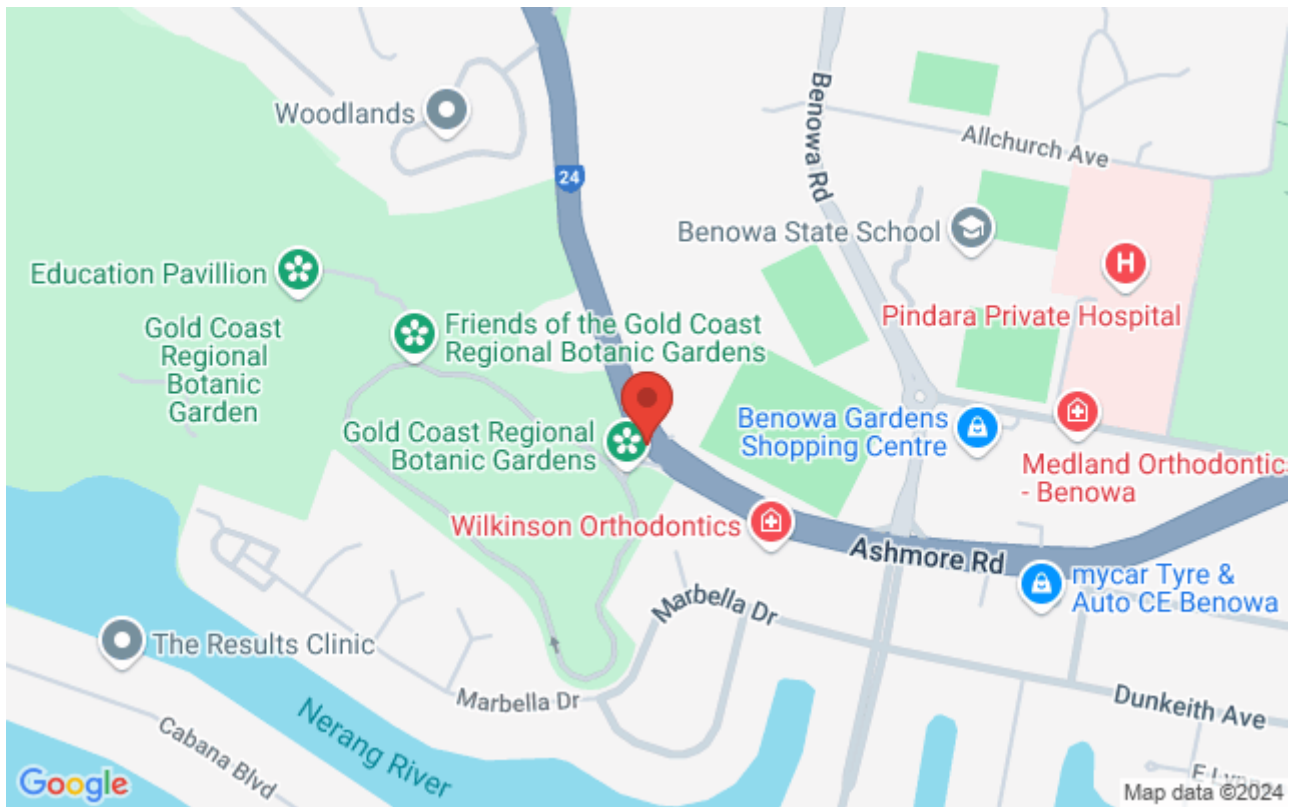 Woodlands
24
Benowa Rd
Allchurch Ave
Benowa State School
H
Education Pavillion
Pindara Private Hospital
Gold Coast
Regional
Botanic
Garden
Friends of the Gold Coast
Regional Botanic Gardens
Gold Coast Regional
Botanic Gardens
Benowa Gardens
Shopping Centre
Medland Orthodontic
- Benowa
Wilkinson Orthodontics
Ashmore Rd
mycar Tyre &
Auto CE Benowa
Marbella Dr
The Results Clinic
Marbella Dr
Dunkeith Ave
Nerang River
Cabana Blvd
Google
Map data ©2024